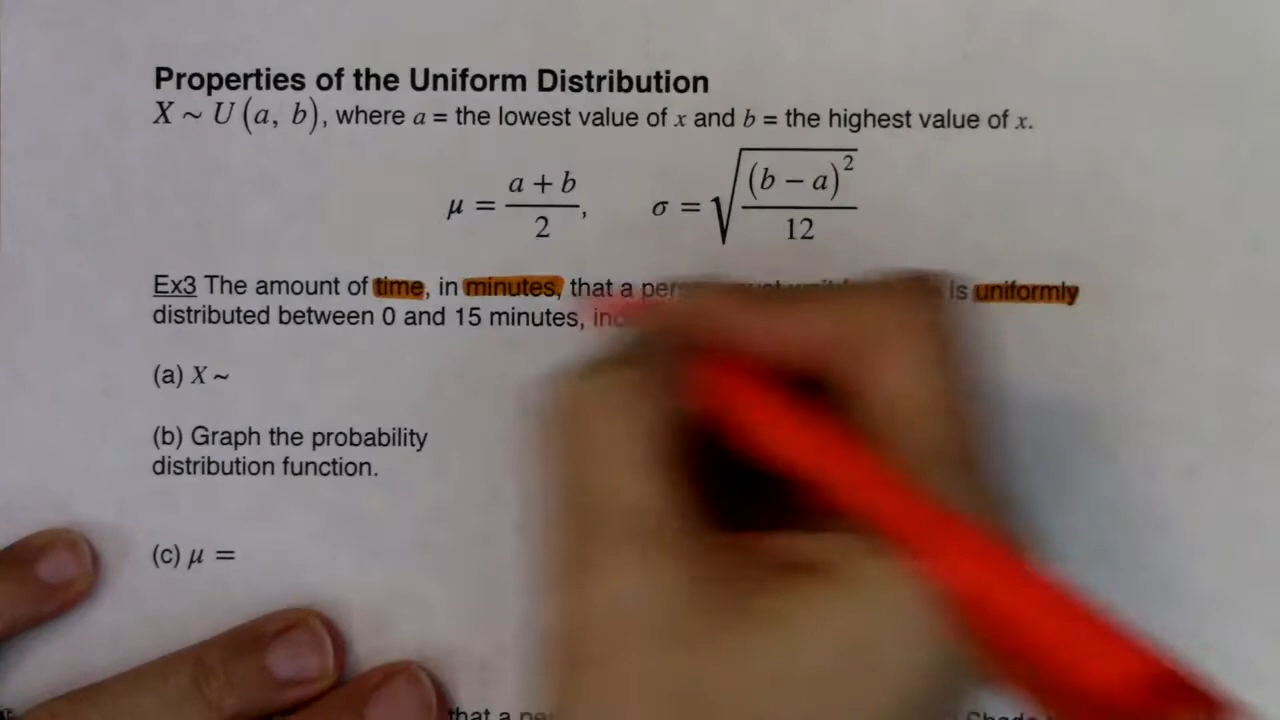 Properties of the Uniform Distribution
X ~ U (a, b), where a = the lowest value of x and b = the highest value of x.
μ = a + b / 2, σ = √((b − a)² / 12)
Ex3 The amount of time, in minutes, that a is uniformly
distributed between 0 and 15 minutes,
(a) X ~
(b) Graph the probability
distribution function.
(c) μ =
that a